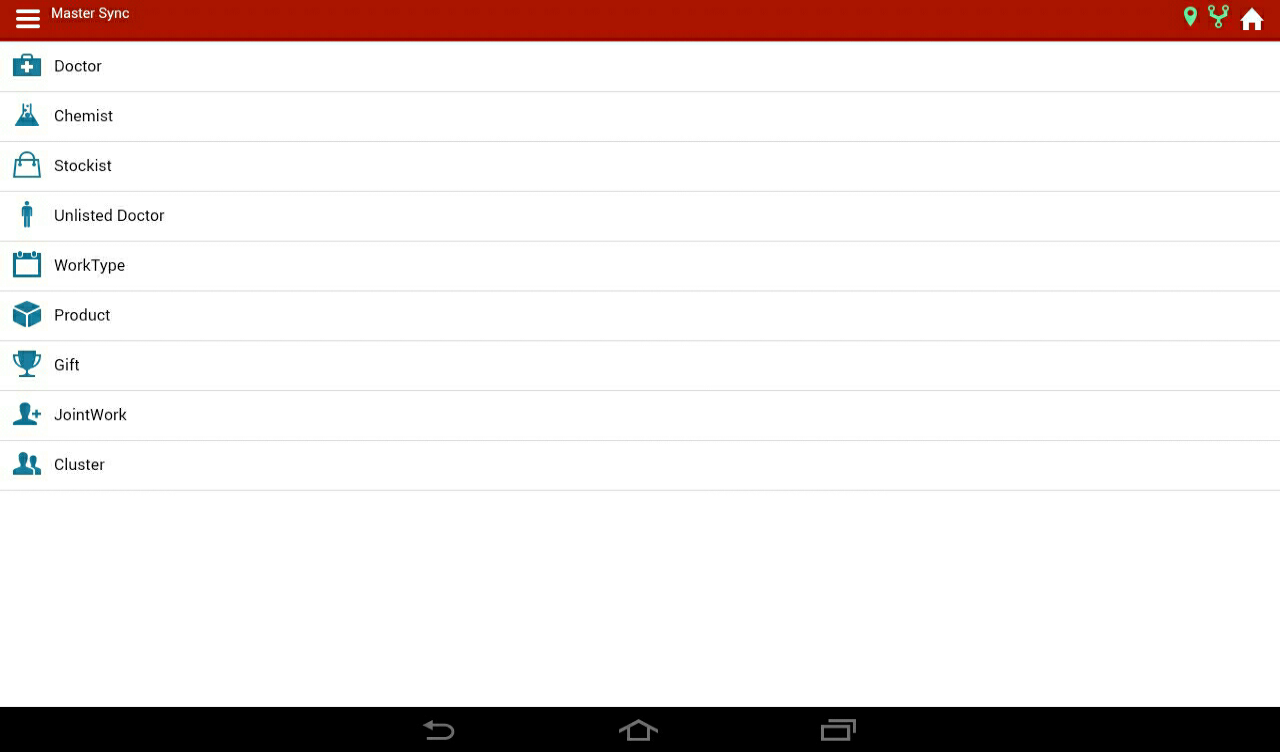 Master Sync
Doctor
Chemist
Stockist
Unlisted Doctor
WorkType
Product
Gift
JointWork
Cluster